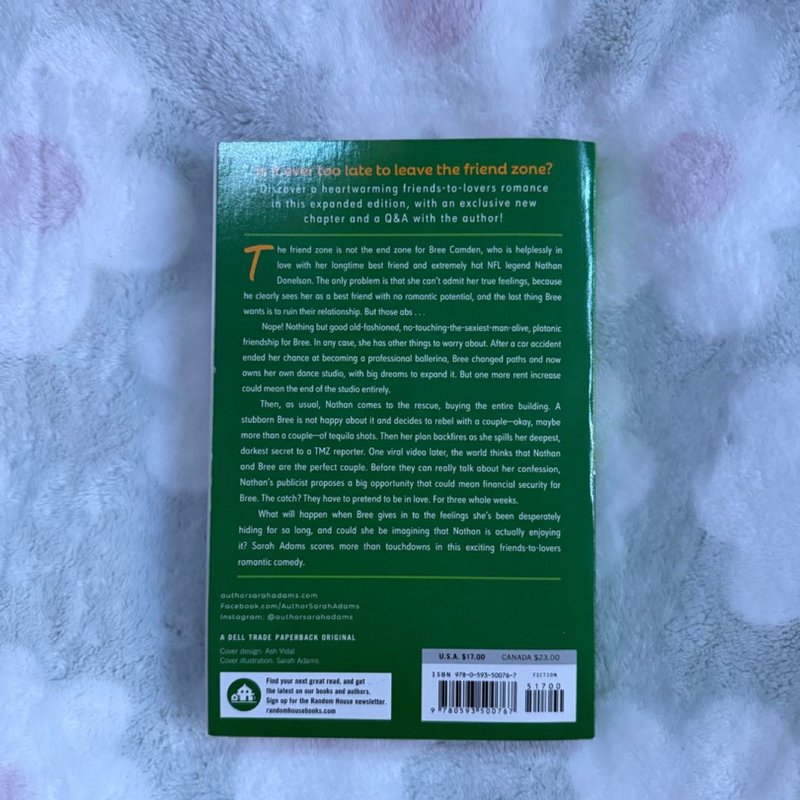 Is it ever too late to leave the friend zone?
Discover a heartwarming friends-to-lovers romance
in this expanded edition, with an exclusive new
chapter and a Q&A with the author!
The friend zone is not the end zone for Bree Camden, who is helplessly in
love with her longtime best friend and extremely hot NFL legend Nathan
Donelson. The only problem is that she can't admit her true feelings, because
he clearly sees her as a best friend with no romantic potential, and the last thing Bree
wants is to ruin their relationship. But those abs . . .
Nope! Nothing but good old-fashioned, no-touching-the-sexiest-man-alive, platonic
friendship for Bree. In any case, she has other things to worry about. After a car accident
ended her chance at becoming a professional ballerina, Bree changed paths and now
owns her own dance studio, with big dreams to expand it. But one more rent increase
could mean the end of the studio entirely.
Then, as usual, Nathan comes to the rescue, buying the entire building. A
stubborn Bree is not happy about it and decides to rebel with a couple—okay, maybe
more than a couple—of tequila shots. Then her plan backfires as she spills her deepest,
darkest secret to a TMZ reporter. One viral video later, the world thinks that Nathan
and Bree are the perfect couple. Before they can really talk about her confession,
Nathan's publicist proposes a big opportunity that could mean financial security for
Bree. The catch? They have to pretend to be in love. For three whole weeks.
What will happen when Bree gives in to the feelings she's been desperately
hiding for so long, and could she be imagining that Nathan is actually enjoying
it? Sarah Adams scores more than touchdowns in this exciting friends-to-lovers
romantic comedy.
authorsarahadams.com
Facebook.com/AuthorSarahAdams
Instagram: @authorsarahadams
A DELL TRADE PAPERBACK ORIGINAL
Cover design: Ash Vidal
Cover illustration: Sarah Adams
Find your next great read, and get
the latest on our books and authors.
Sign up for the Random House newsletter.
randomhousebooks.com
U.S.A. $17.00 CANADA $23.00
ISBN 978-0-593-50076-7 FICTION
51700
9 780593 500767